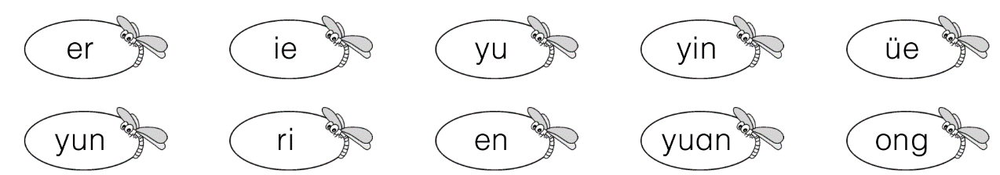 er ie yu yin üe
yun ri en yuan ong